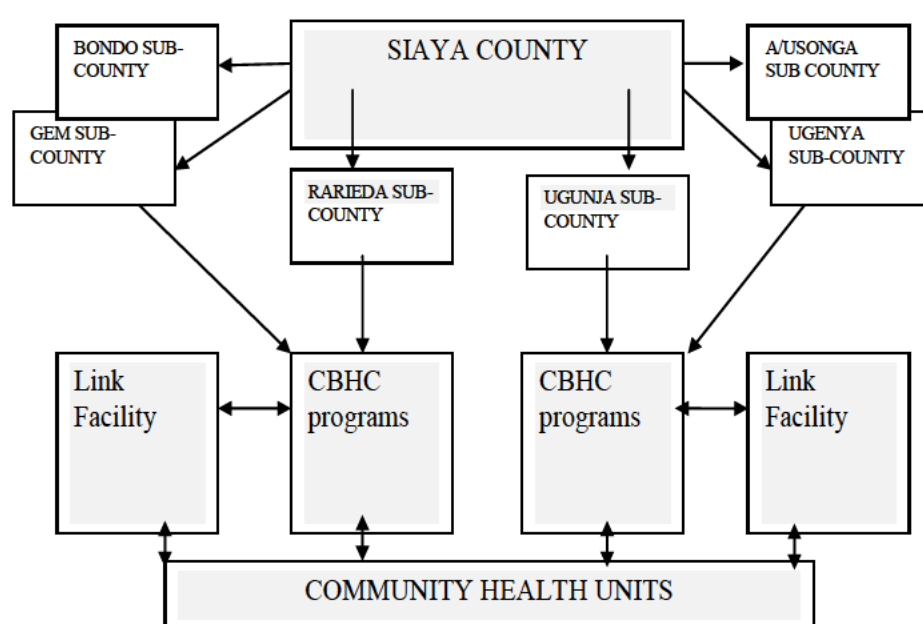 SIAYA COUNTY
BONDO SUB-
COUNTY
A/USONGA
SUB COUNTY
GEM SUB-
COUNTY
UGENYA
SUB-COUNTY
RARIEDA SUB-
COUNTY
UGUNJA SUB-
COUNTY
Link
Facility
CBHC
programs
CBHC
programs
Link
Facility
COMMUNITY HEALTH UNITS